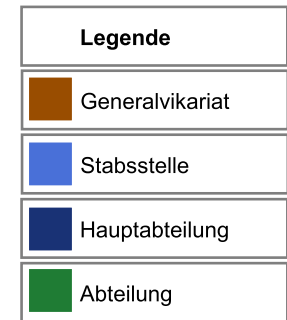 Legende
Generalvikariat
Stabsstelle
Hauptabteilung
Abteilung